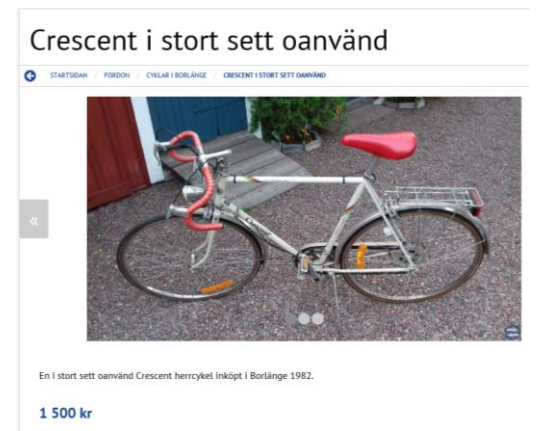 Crescent i stort sett oanvänd
STARTSIDAN / FORDON / CYKLAR I BORLÄNGE / CRESCENT I STORT SETT OANVÄND
«
En i stort sett oanvänd Crescent herrcykel inköpt i Borlänge 1982.
1 500 kr